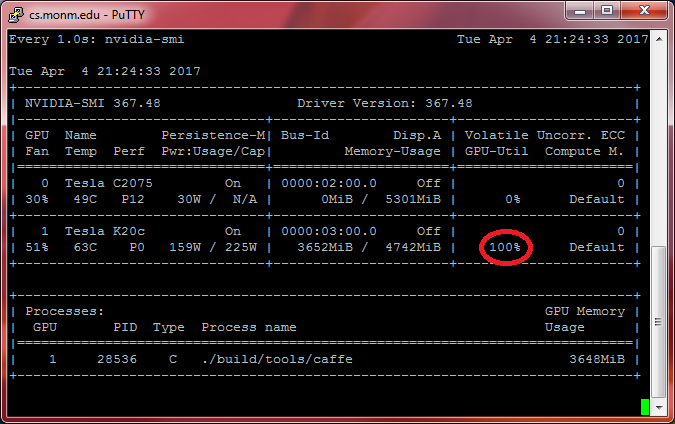 cs.monm.edu - PuTTY
Every 1.0s: nvidia-smi Tue Apr 4 21:24:33 2017
Tue Apr 4 21:24:33 2017
+-----------------------------------------------------------------------------+
| NVIDIA-SMI 367.48 Driver Version: 367.48 |
|-------------------------------+----------------------+----------------------+
| GPU Name Persistence-M| Bus-Id Disp.A | Volatile Uncorr. ECC |
| Fan Temp Perf Pwr:Usage/Cap| Memory-Usage | GPU-Util Compute M. |
|===============================+======================+======================|
| 0 Tesla C2075 On | 0000:02:00.0 Off | 0 |
| 30% 49C P12 30W / N/A | 0MiB / 5301MiB | 0% Default |
+-------------------------------+----------------------+----------------------+
| 1 Tesla K20c On | 0000:03:00.0 Off | 0 |
| 51% 63C P0 159W / 225W | 3652MiB / 4742MiB | 100% Default |
+-------------------------------+----------------------+----------------------+
+-----------------------------------------------------------------------------+
| Processes: GPU Memory |
| GPU PID Type Process name Usage |
|=============================================================================|
| 1 28536 C ./build/tools/caffe 3648MiB |
+-----------------------------------------------------------------------------+